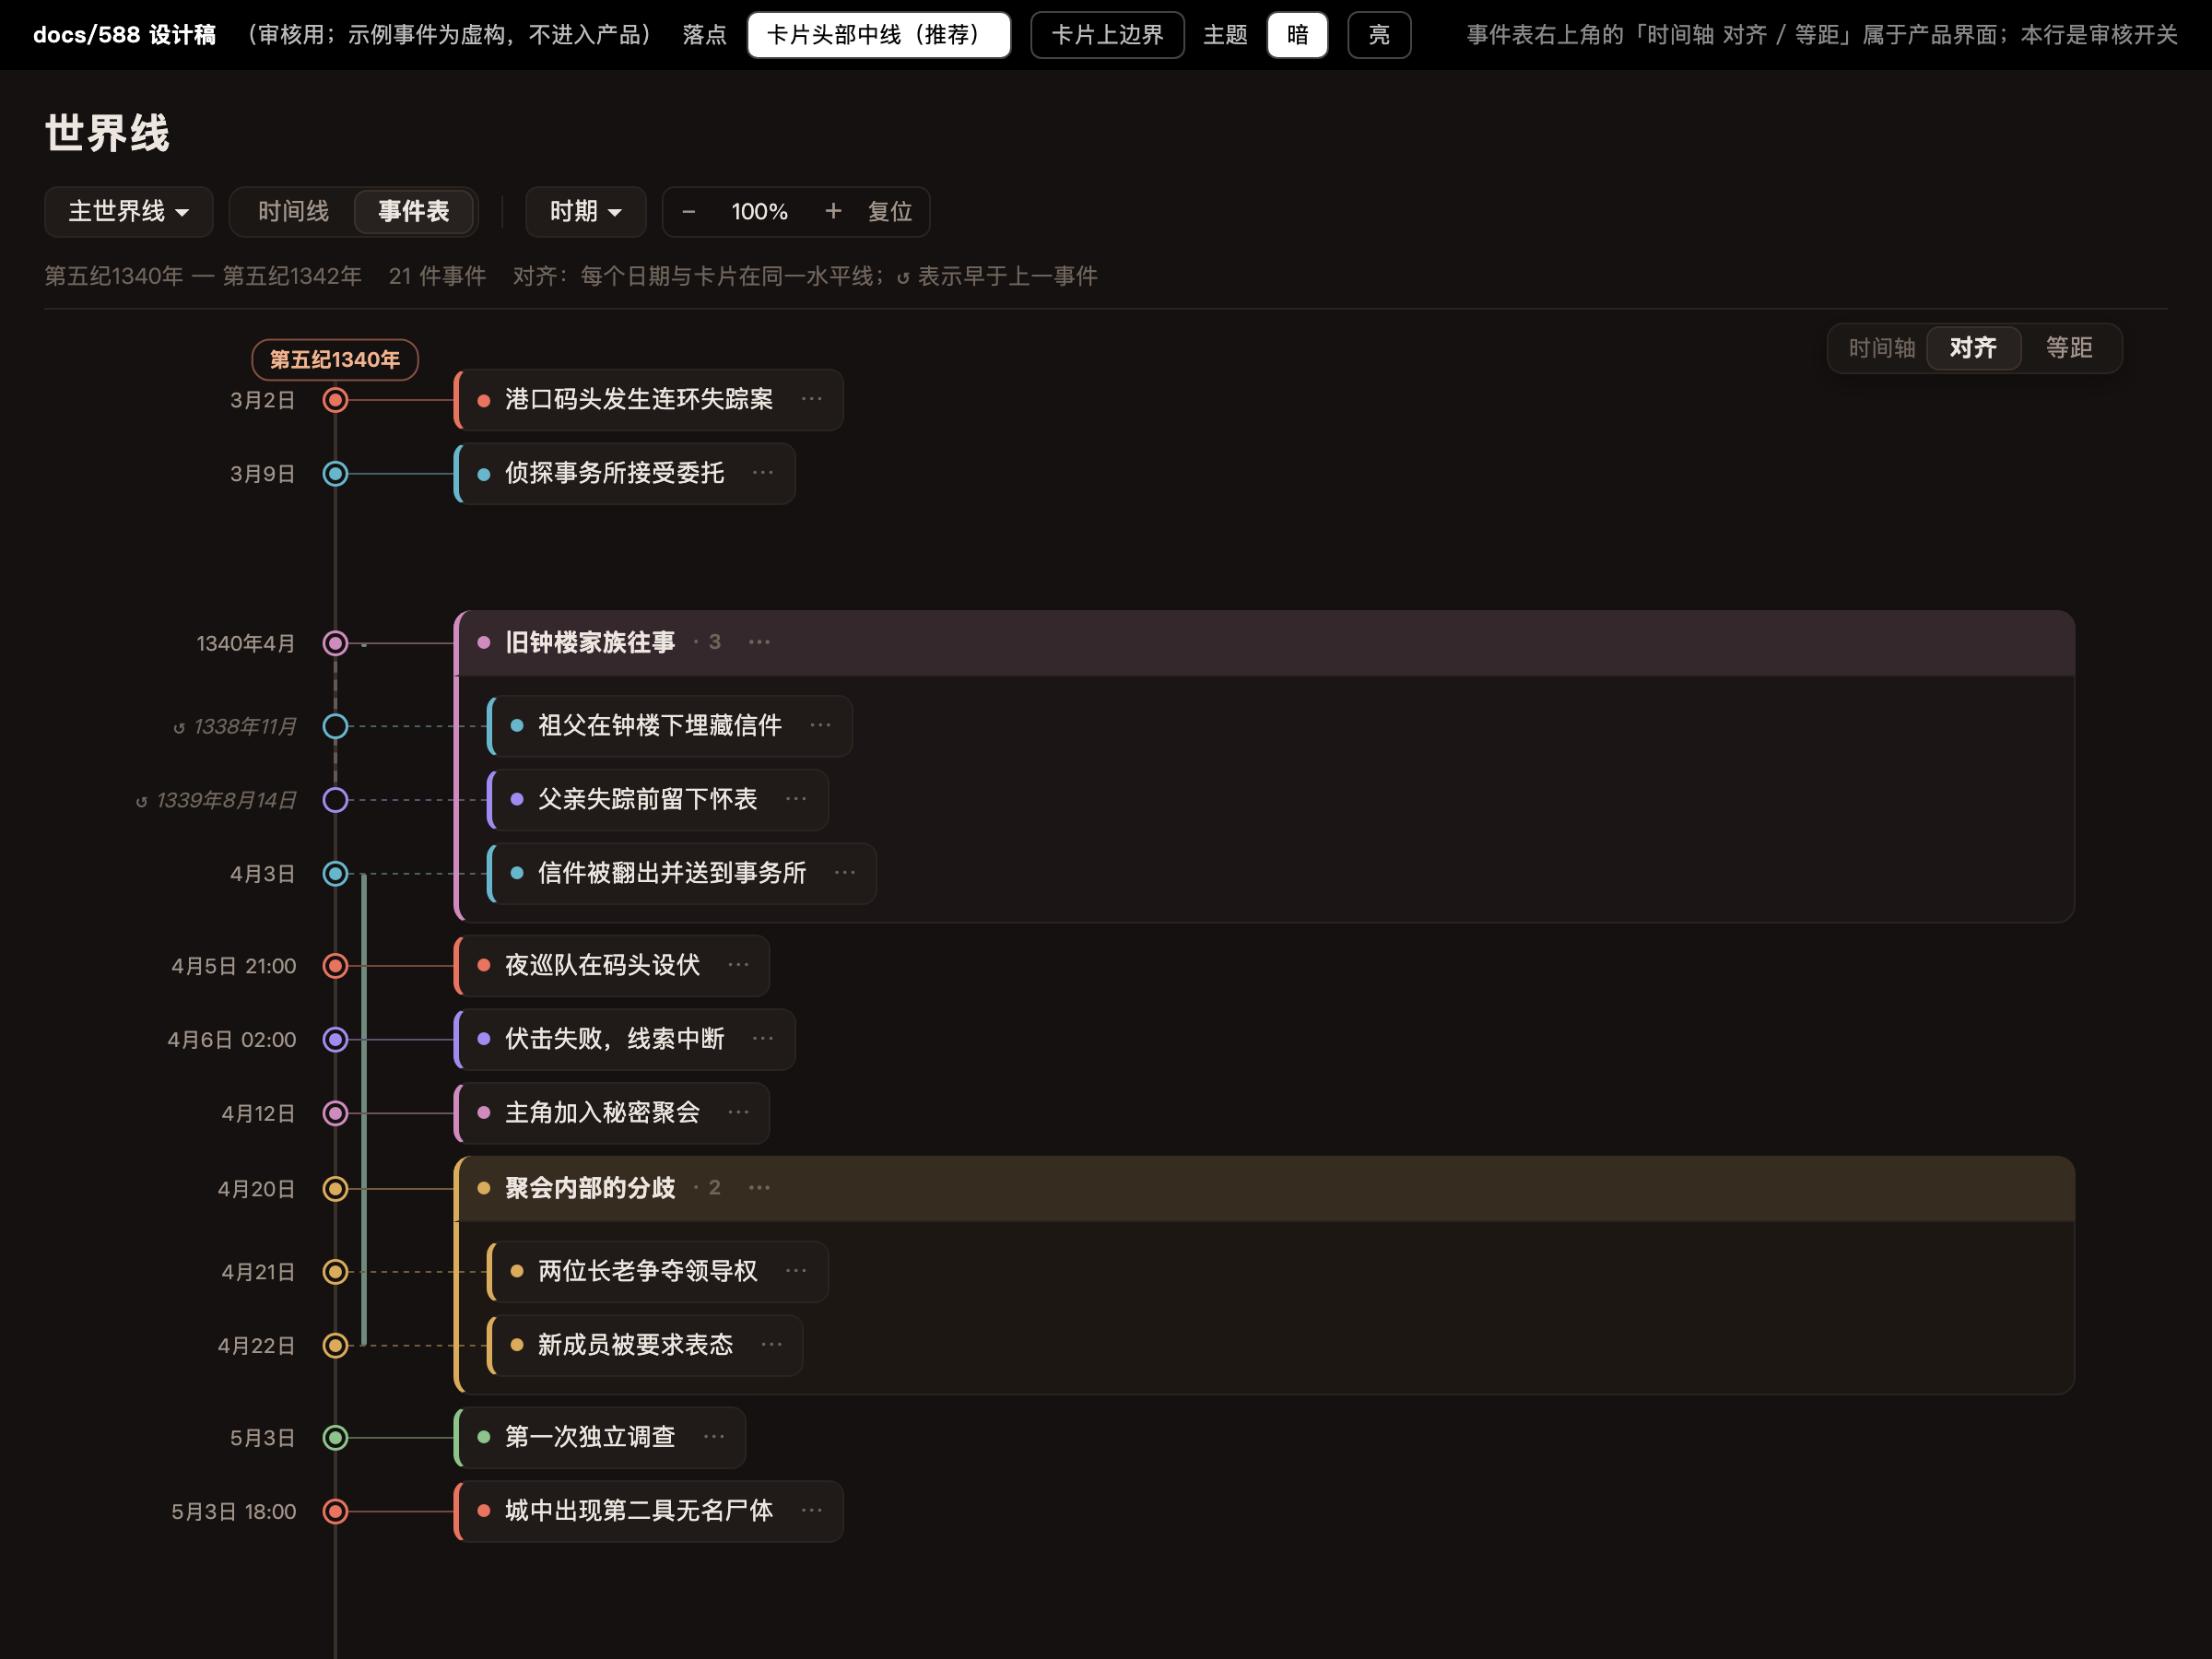 docs/588 设计稿 （审核用；示例事件为虚构，不进入产品） 落点 卡片头部中线（推荐） 卡片上边界 主题 暗 亮 事件表右上角的「时间轴 对齐 / 等距」属于产品界面；本行是审核开关
世界线
主世界线 时间线 事件表 时期 − 100% + 复位
第五纪1340年 — 第五纪1342年 21 件事件 对齐：每个日期与卡片在同一水平线；↺ 表示早于上一事件
时间轴 对齐 等距
第五纪1340年
3月2日 港口码头发生连环失踪案 ···
3月9日 侦探事务所接受委托 ···
1340年4月 旧钟楼家族往事 · 3 ···
↺ 1338年11月 祖父在钟楼下埋藏信件 ···
↺ 1339年8月14日 父亲失踪前留下怀表 ···
4月3日 信件被翻出并送到事务所 ···
4月5日 21:00 夜巡队在码头设伏 ···
4月6日 02:00 伏击失败，线索中断 ···
4月12日 主角加入秘密聚会 ···
4月20日 聚会内部的分歧 · 2 ···
4月21日 两位长老争夺领导权 ···
4月22日 新成员被要求表态 ···
5月3日 第一次独立调查 ···
5月3日 18:00 城中出现第二具无名尸体 ···